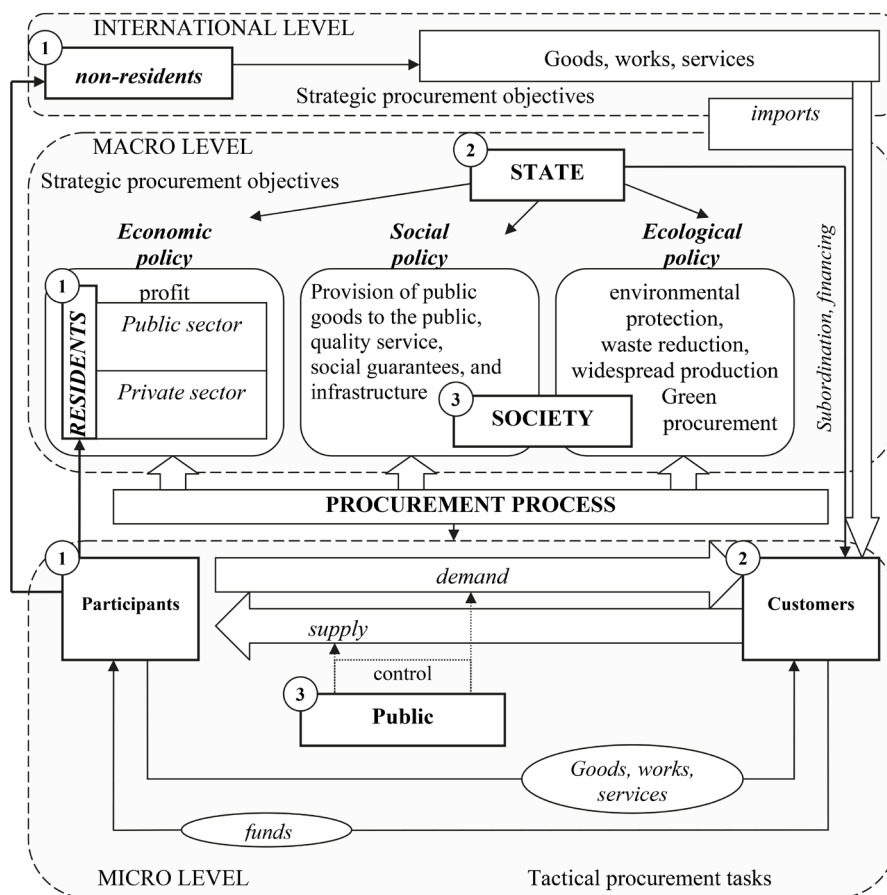 INTERNATIONAL LEVEL
1
non-residents
Goods, works, services
Strategic procurement objectives
imports
MACRO LEVEL
2
STATE
Strategic procurement objectives
Economic
policy
Social
policy
Ecological
policy
Subordination, financing
1
RESIDENTS
profit
Public sector
Private sector
Provision of public
goods to the public,
quality service,
social guarantees, and
infrastructure
environmental
protection,
waste reduction,
widespread production
Green
procurement
3
SOCIETY
PROCUREMENT PROCESS
1
Participants
demand
2
Customers
supply
control
3
Public
Goods, works,
services
funds
MICRO LEVEL
Tactical procurement tasks